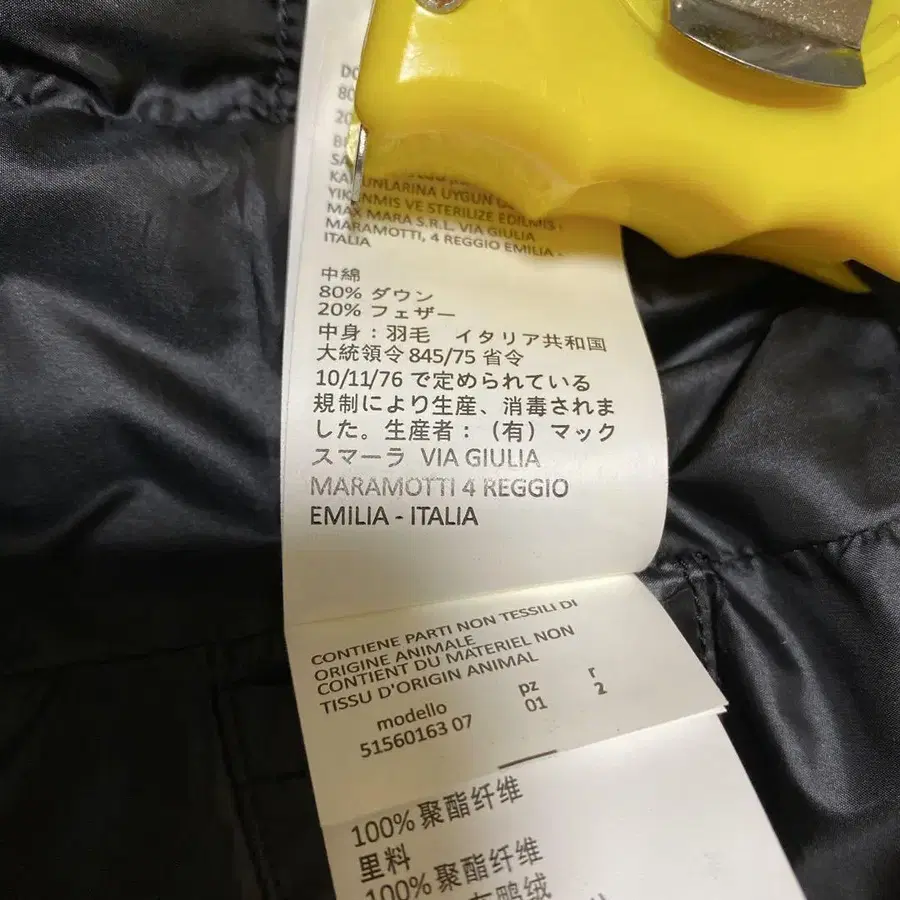 80
20
KANUNLARINA UYGUN
YIKANMIS VE STERILIZE EDILMIS.
MAX MARA S.R.L. VIA GIULIA
MARAMOTTI, 4 REGGIO EMILIA -
ITALIA
中綿
80% ダウン
20% フェザー
中身：羽毛 イタリア共和国
大統領令 845/75 省令
10/11/76 で定められている
規制により生産、消毒されま
した。生産者：（有）マック
スマーラ VIA GIULIA
MARAMOTTI 4 REGGIO
EMILIA - ITALIA
CONTIENE PARTI NON TESSILI DI
ORIGINE ANIMALE
CONTIENT DU MATERIEL NON
TISSU D'ORIGIN ANIMAL
modello pz r
51560163 07 01 2
100% 聚酯纤维
里料
100% 聚酯纤维
鸭绒